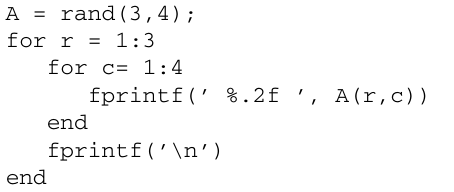 A = rand(3,4);
for r = 1:3
   for c= 1:4
      fprintf(’ %.2f ’, A(r,c))
   end
   fprintf(’\n’)
end